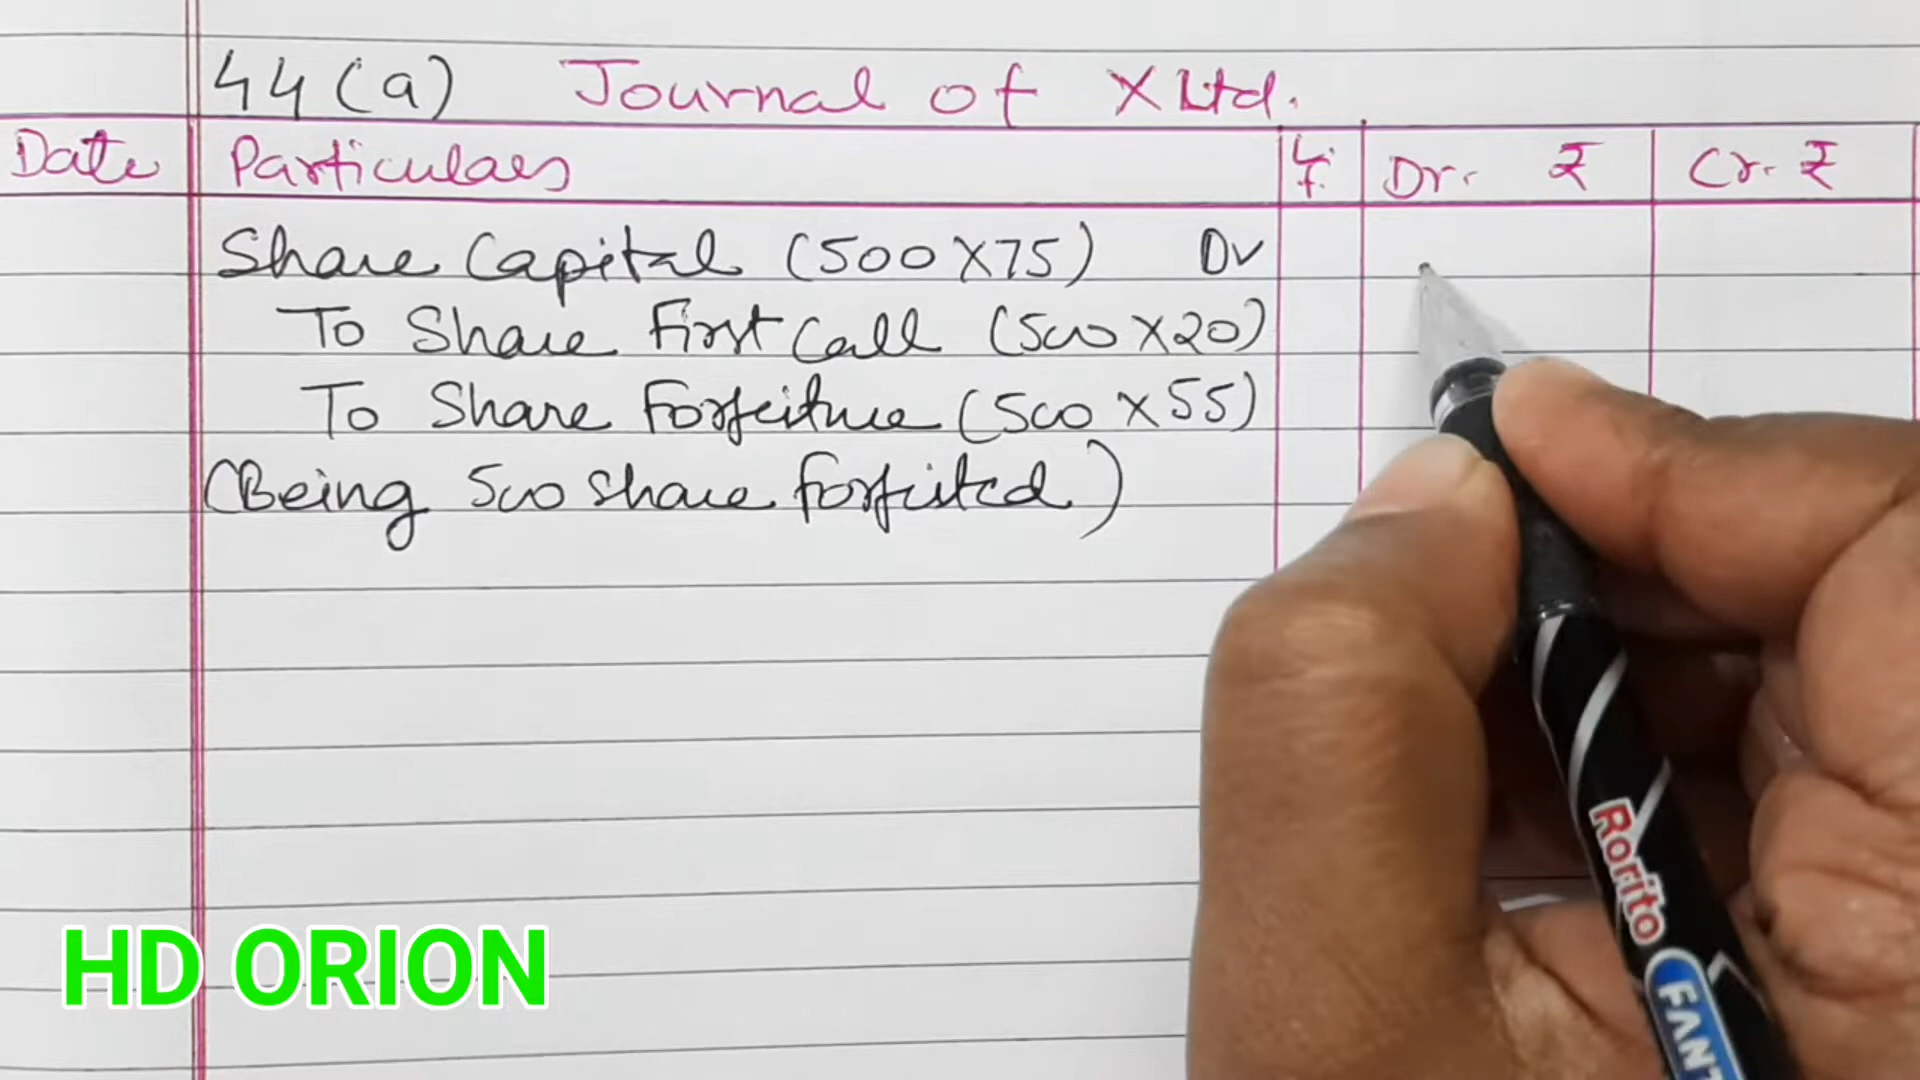 44(a) Journal of X Ltd.
Date Particulars L.f. Dr. ₹ Cr. ₹
Share Capital (500×75) Dr
To Share First Call (500×20)
To Share Forfeiture (500×55)
(Being 500 share forfeited)
HD ORION
Rorito
FANT